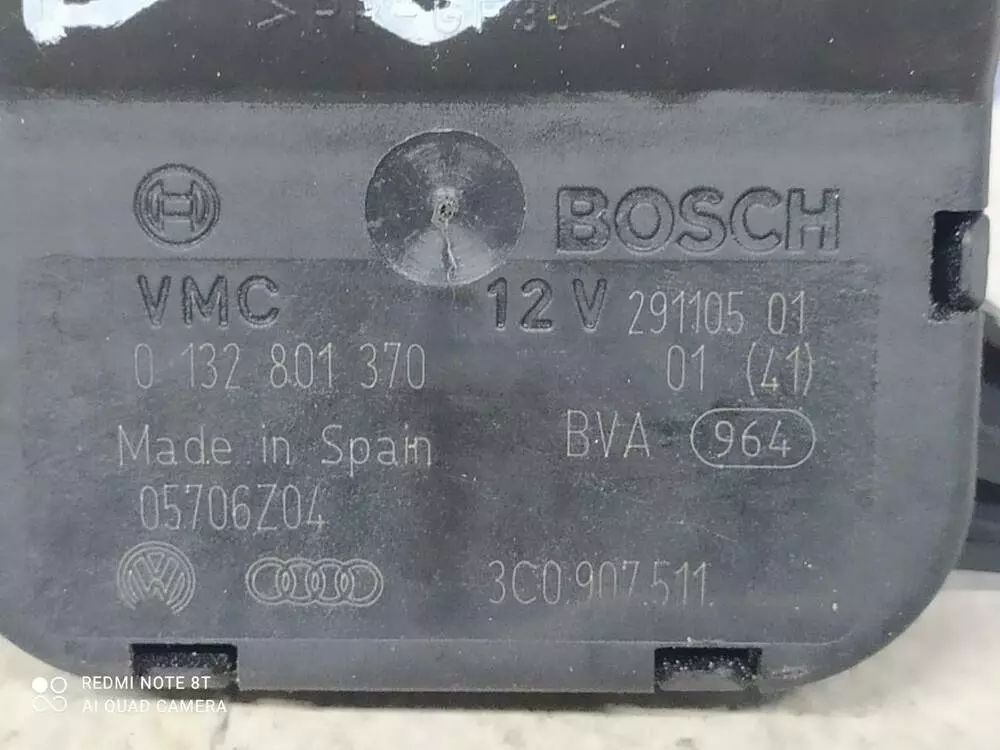 BOSCH
VMC 12V 291105 01
0 132 801 370 01 (41)
Made in Spain BVA 964
05706Z04
3C0 907 511
REDMI NOTE 8T
AI QUAD CAMERA